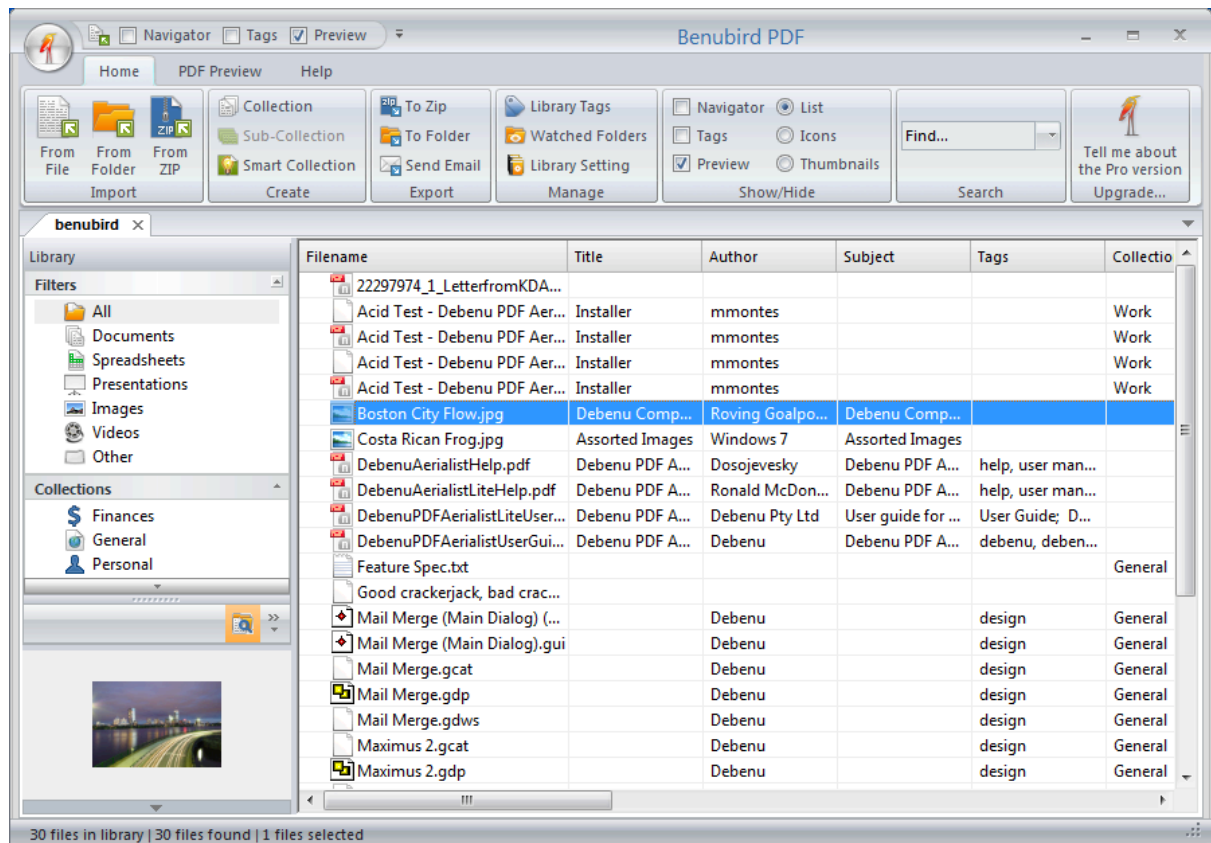 Navigator Tags Preview Benubird PDF
Home PDF Preview Help
From File From Folder From ZIP
Import
Collection
Sub-Collection
Smart Collection
Create
To Zip
To Folder
Send Email
Export
Library Tags
Watched Folders
Library Setting
Manage
Navigator List
Tags Icons
Preview Thumbnails
Show/Hide
Find...
Search
Tell me about
the Pro version
Upgrade...
benubird
Library
Filters
All
Documents
Spreadsheets
Presentations
Images
Videos
Other
Collections
Finances
General
Personal
Filename Title Author Subject Tags Collectio
22297974_1_LetterfromKDA...
Acid Test - Debenu PDF Aer... Installer mmontes Work
Acid Test - Debenu PDF Aer... Installer mmontes Work
Acid Test - Debenu PDF Aer... Installer mmontes Work
Acid Test - Debenu PDF Aer... Installer mmontes Work
Boston City Flow.jpg Debenu Comp... Roving Goalpo... Debenu Comp...
Costa Rican Frog.jpg Assorted Images Windows 7 Assorted Images
DebenuAerialistHelp.pdf Debenu PDF A... Dosojevesky Debenu PDF A... help, user man...
DebenuAerialistLiteHelp.pdf Debenu PDF A... Ronald McDon... Debenu PDF A... help, user man...
DebenuPDFAerialistLiteUser... Debenu PDF A... Debenu Pty Ltd User guide for ... User Guide; D...
DebenuPDFAerialistUserGui... Debenu PDF A... Debenu Debenu PDF A... debenu, deben...
Feature Spec.txt General
Good crackerjack, bad crac...
Mail Merge (Main Dialog) (... Debenu design General
Mail Merge (Main Dialog).gui Debenu design General
Mail Merge.gcat Debenu design General
Mail Merge.gdp Debenu design General
Mail Merge.gdws Debenu design General
Maximus 2.gcat Debenu design General
Maximus 2.gdp Debenu design General
30 files in library | 30 files found | 1 files selected